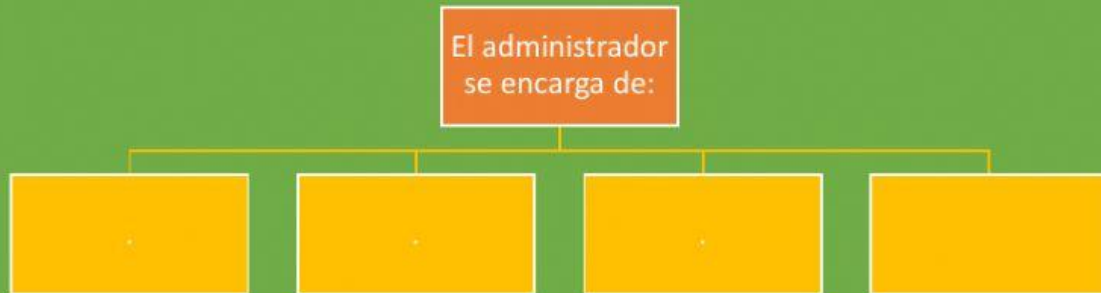 El administrador
se encarga de:
.
.
.